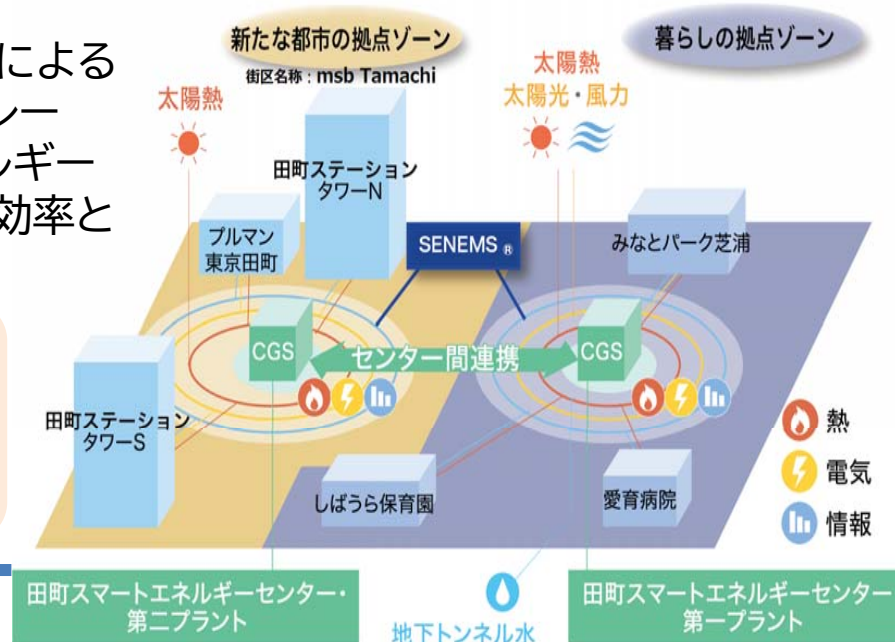 による
レー
ルギー
効率と
新たな都市の拠点ゾーン
街区名称：msb Tamachi
暮らしの拠点ゾーン
太陽熱
太陽熱
太陽光・風力
田町ステーション
タワーN
プルマン
東京田町
SENEMS ®
みなとパーク芝浦
CGS
センター間連携
CGS
田町ステーション
タワーS
しばうら保育園
愛育病院
熱
電気
情報
田町スマートエネルギーセンター・
第二プラント
地下トンネル水
田町スマートエネルギーセンター
第一プラント